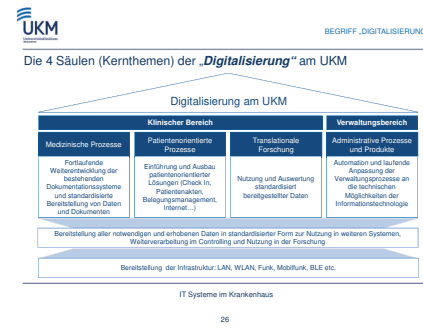 UKM
BEGRIFF „DIGITALISIERUNG
Die 4 Säulen (Kernthemen) der „Digitalisierung“ am UKM
Digitalisierung am UKM
Klinischer Bereich
Verwaltungsbereich
Medizinische Prozesse
Patientenorientierte
Prozesse
Translationale
Forschung
Administrative Prozesse
und Produkte
Fortlaufende
Weiterentwicklung der
bestehenden
Dokumentationssysteme
und standardisierte
Bereitstellung von Daten
und Dokumenten
Einführung und Ausbau
patientenorientierter
Lösungen (Check In,
Patientenakten,
Belegungsmanagement,
Internet...)
Nutzung und Auswertung
standardisiert
bereitgestellter Daten
Automation und laufende
Anpassung der
Verwaltungsprozesse an
die technischen
Möglichkeiten der
Informationstechnologie
Bereitstellung aller notwendigen und erhobenen Daten in standardisierter Form zur Nutzung in weiteren Systemen,
Weiterverarbeitung im Controlling und Nutzung in der Forschung
Bereitstellung der Infrastruktur: LAN, WLAN, Funk, Mobilfunk, BLE etc.
IT Systeme im Krankenhaus
26